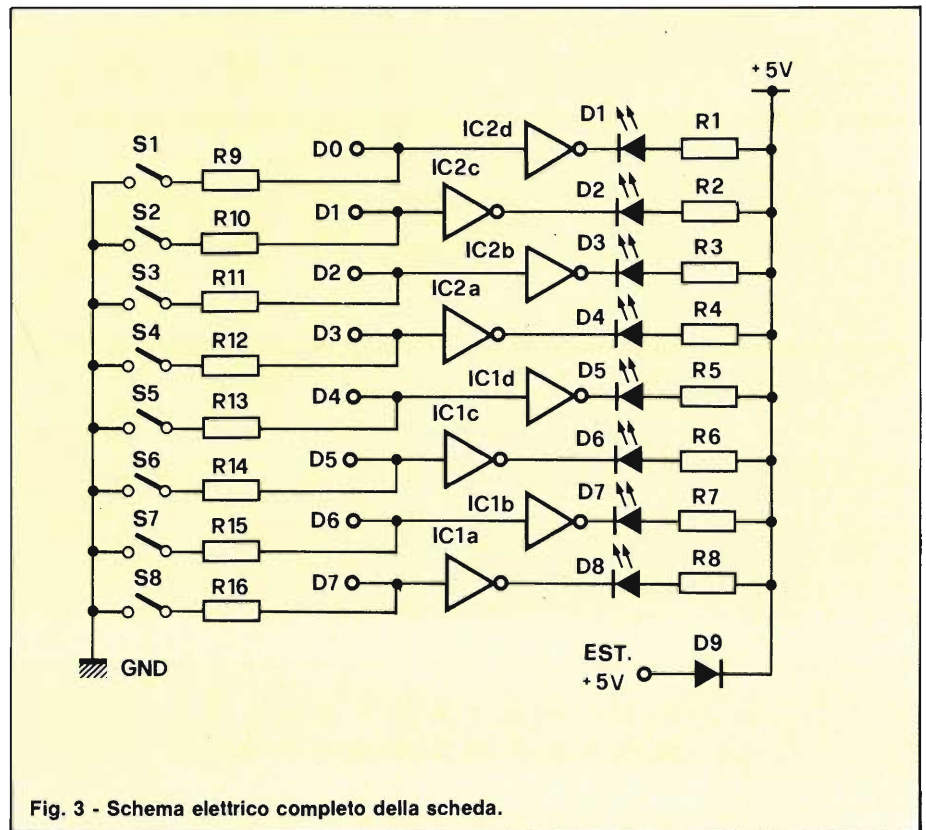 +5V
S1 R9 D0 IC2d D1 R1
S2 R10 D1 IC2c D2 R2
S3 R11 D2 IC2b D3 R3
S4 R12 D3 IC2a D4 R4
S5 R13 D4 IC1d D5 R5
S6 R14 D5 IC1c D6 R6
S7 R15 D6 IC1b D7 R7
S8 R16 D7 IC1a D8 R8
GND
EST. +5V D9
Fig. 3 - Schema elettrico completo della scheda.